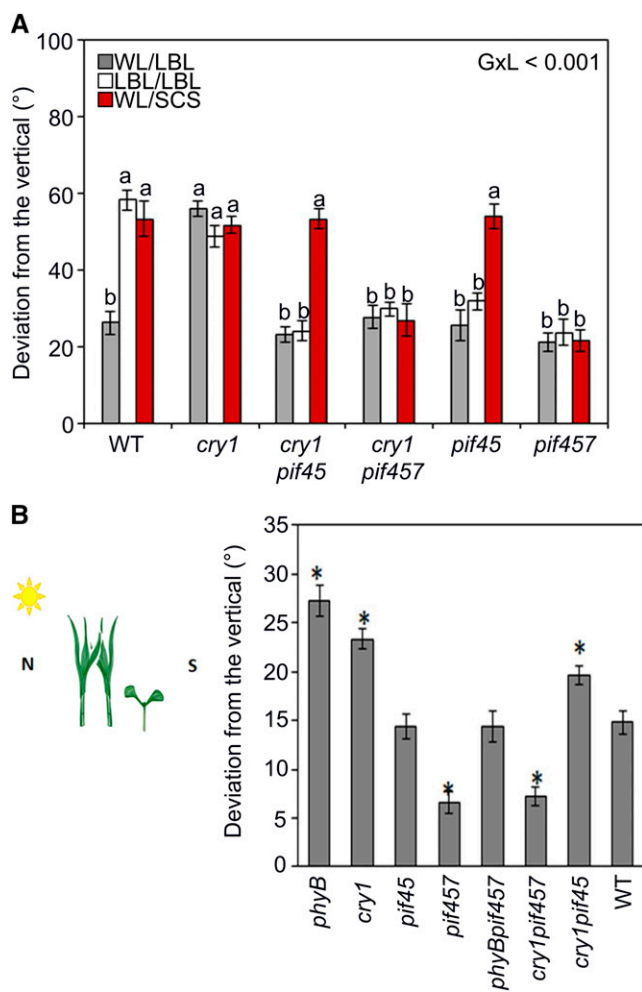 A
Deviation from the vertical (°)
100
80
60
40
20
0
WL/LBL
LBL/LBL
WL/SCS
GxL < 0.001
b a a
a a a
b b a
b b b
b b a
b b b
WT cry1 cry1 cry1 pif45 pif457
pif45 pif457
B
N S
Deviation from the vertical (°)
35
30
25
20
15
10
5
0
* * * * *
phyB
cry1
pif45
pif457
phyBpif457
cry1pif457
cry1pif45
WT